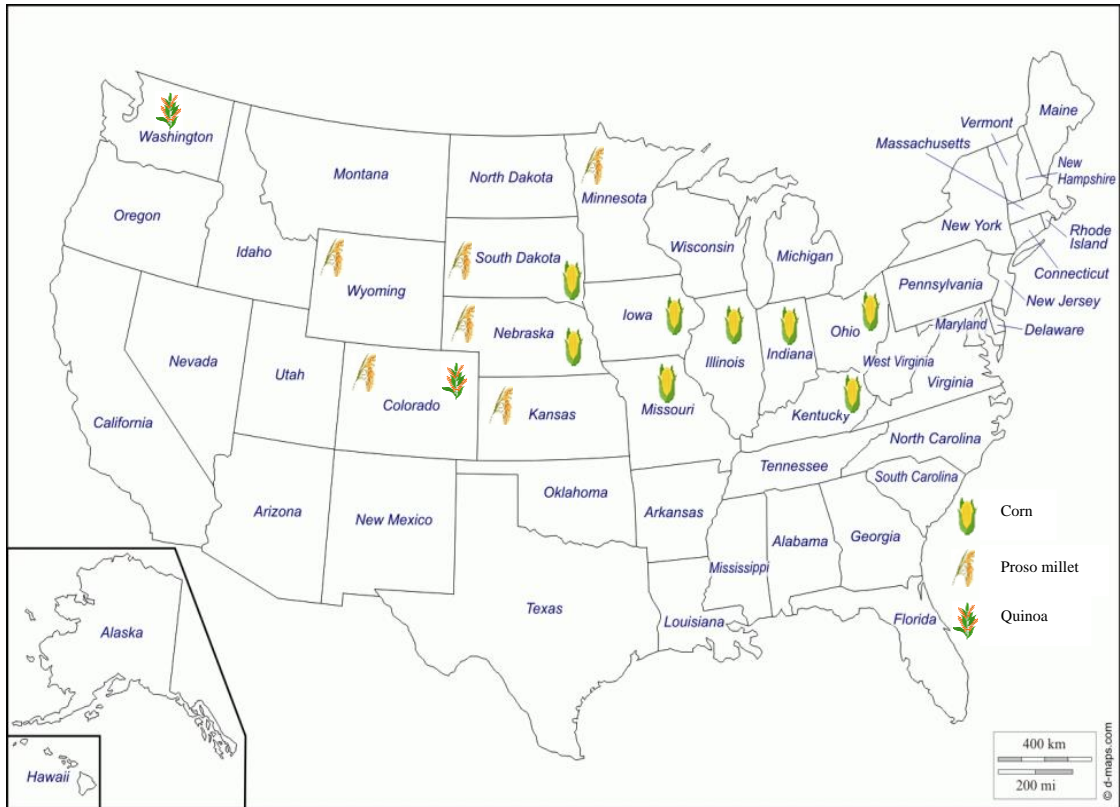 Maine
Vermont
Massachusetts
Washington
New
Hampshire
Montana
North Dakota
Minnesota
Oregon
New York
Rhode
Island
Idaho
South Dakota
Wisconsin
Michigan
Connecticut
Wyoming
Pennsylvania
New Jersey
Iowa
Nebraska
Ohio
Maryland
Delaware
Illinois
Indiana
West Virginia
Nevada
Utah
Virginia
Colorado
Kansas
Missouri
Kentucky
California
North Carolina
Tennessee
South Carolina
Oklahoma
Arizona
New Mexico
Arkansas
Corn
Alabama
Georgia
Mississippi
Proso millet
Texas
Louisiana
Florida
Quinoa
Alaska
Hawaii
400 km
200 mi
© d-maps.com